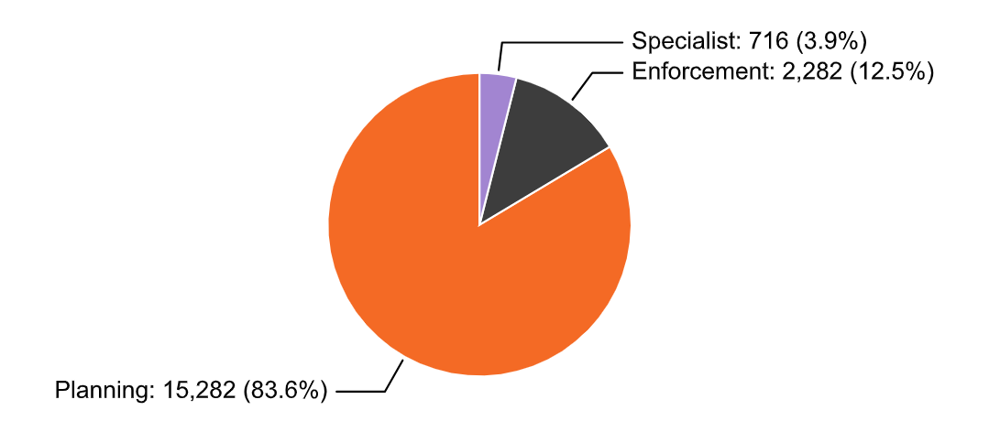 Specialist: 716 (3.9%)
Enforcement: 2,282 (12.5%)
Planning: 15,282 (83.6%)